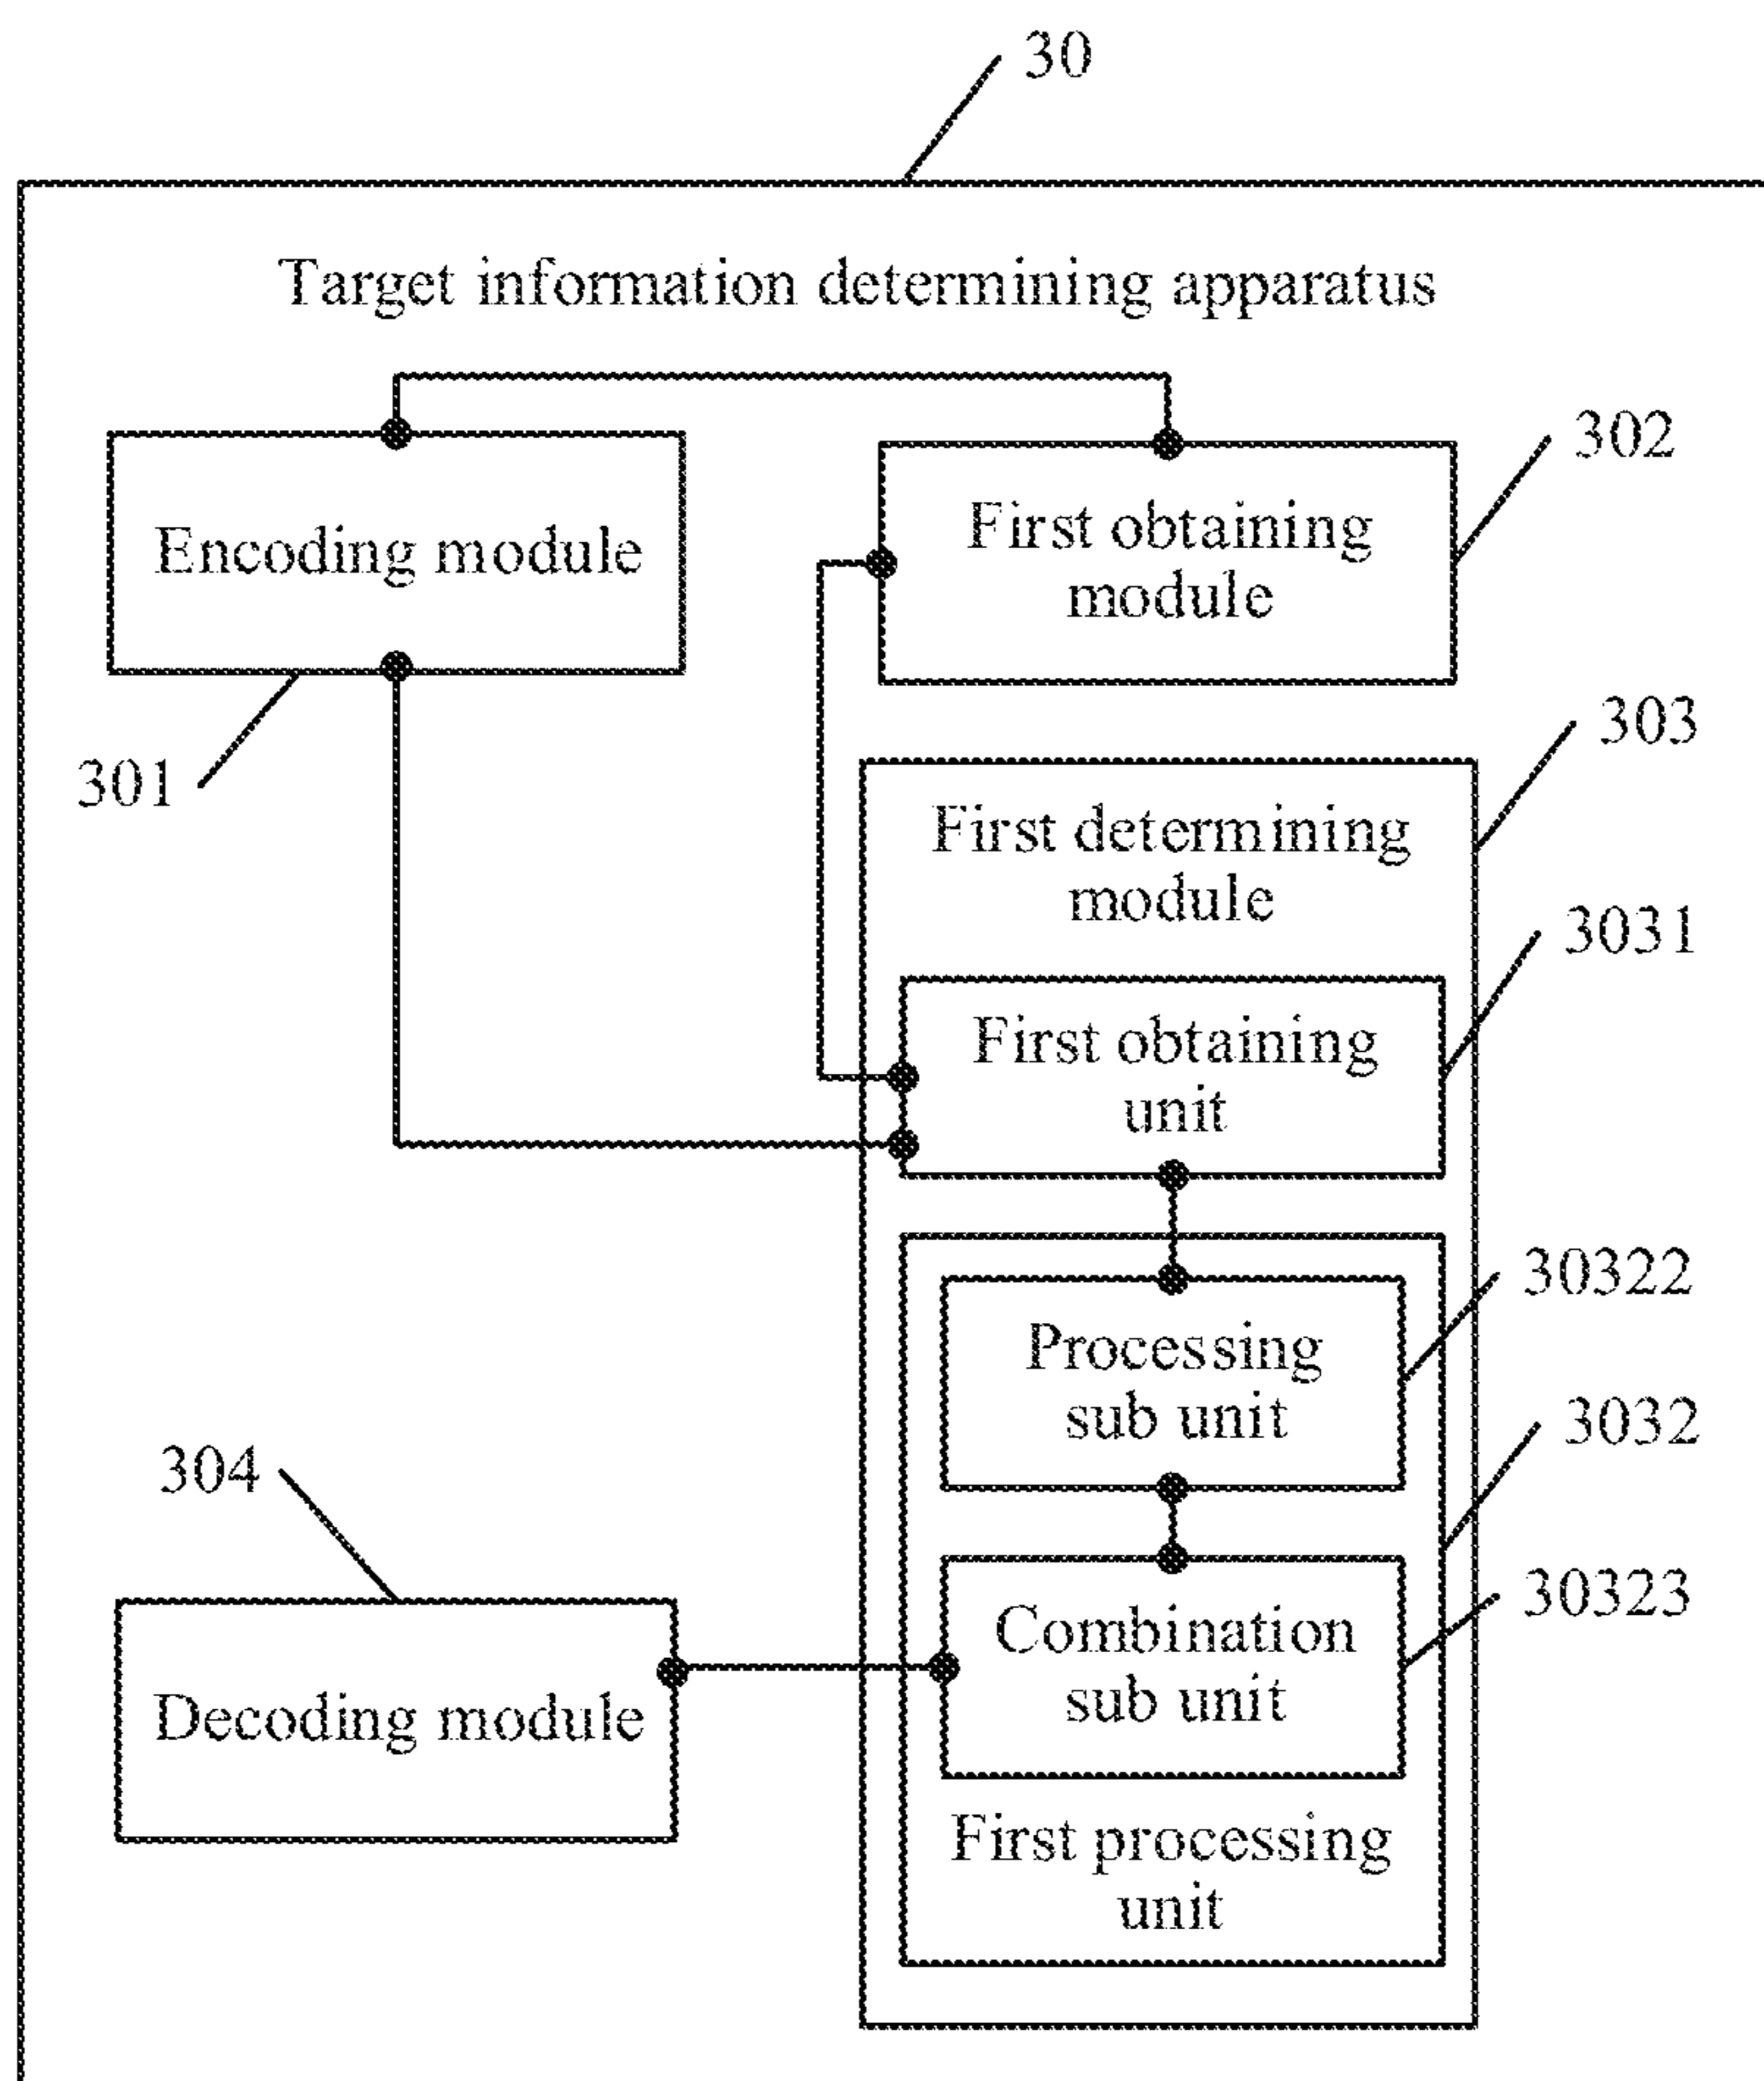 30
Target information determining apparatus
302
Encoding module
First obtaining
module
301
303
First determining
module
3031
First obtaining
unit
30322
Processing
sub unit
3032
304
30323
Combination
sub unit
Decoding module
First processing
unit